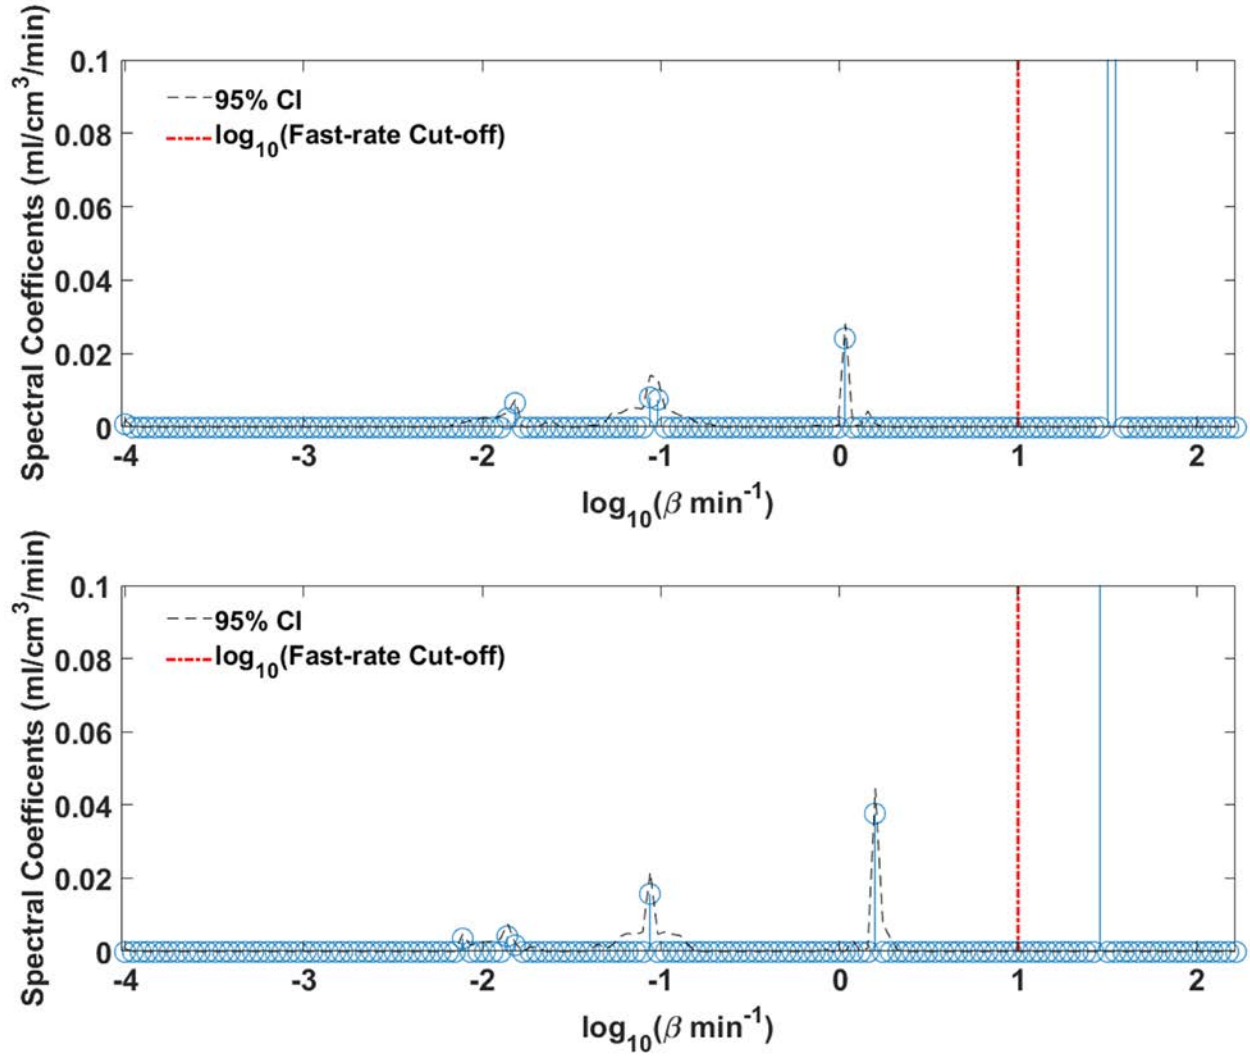 Spectral Coefficents (ml/cm³/min)
0.1
0.08
0.06
0.04
0.02
0
95% CI
log₁₀(Fast-rate Cut-off)
-4 -3 -2 -1 0 1 2
log₁₀(β min⁻¹)
Spectral Coefficents (ml/cm³/min)
0.1
0.08
0.06
0.04
0.02
0
95% CI
log₁₀(Fast-rate Cut-off)
-4 -3 -2 -1 0 1 2
log₁₀(β min⁻¹)